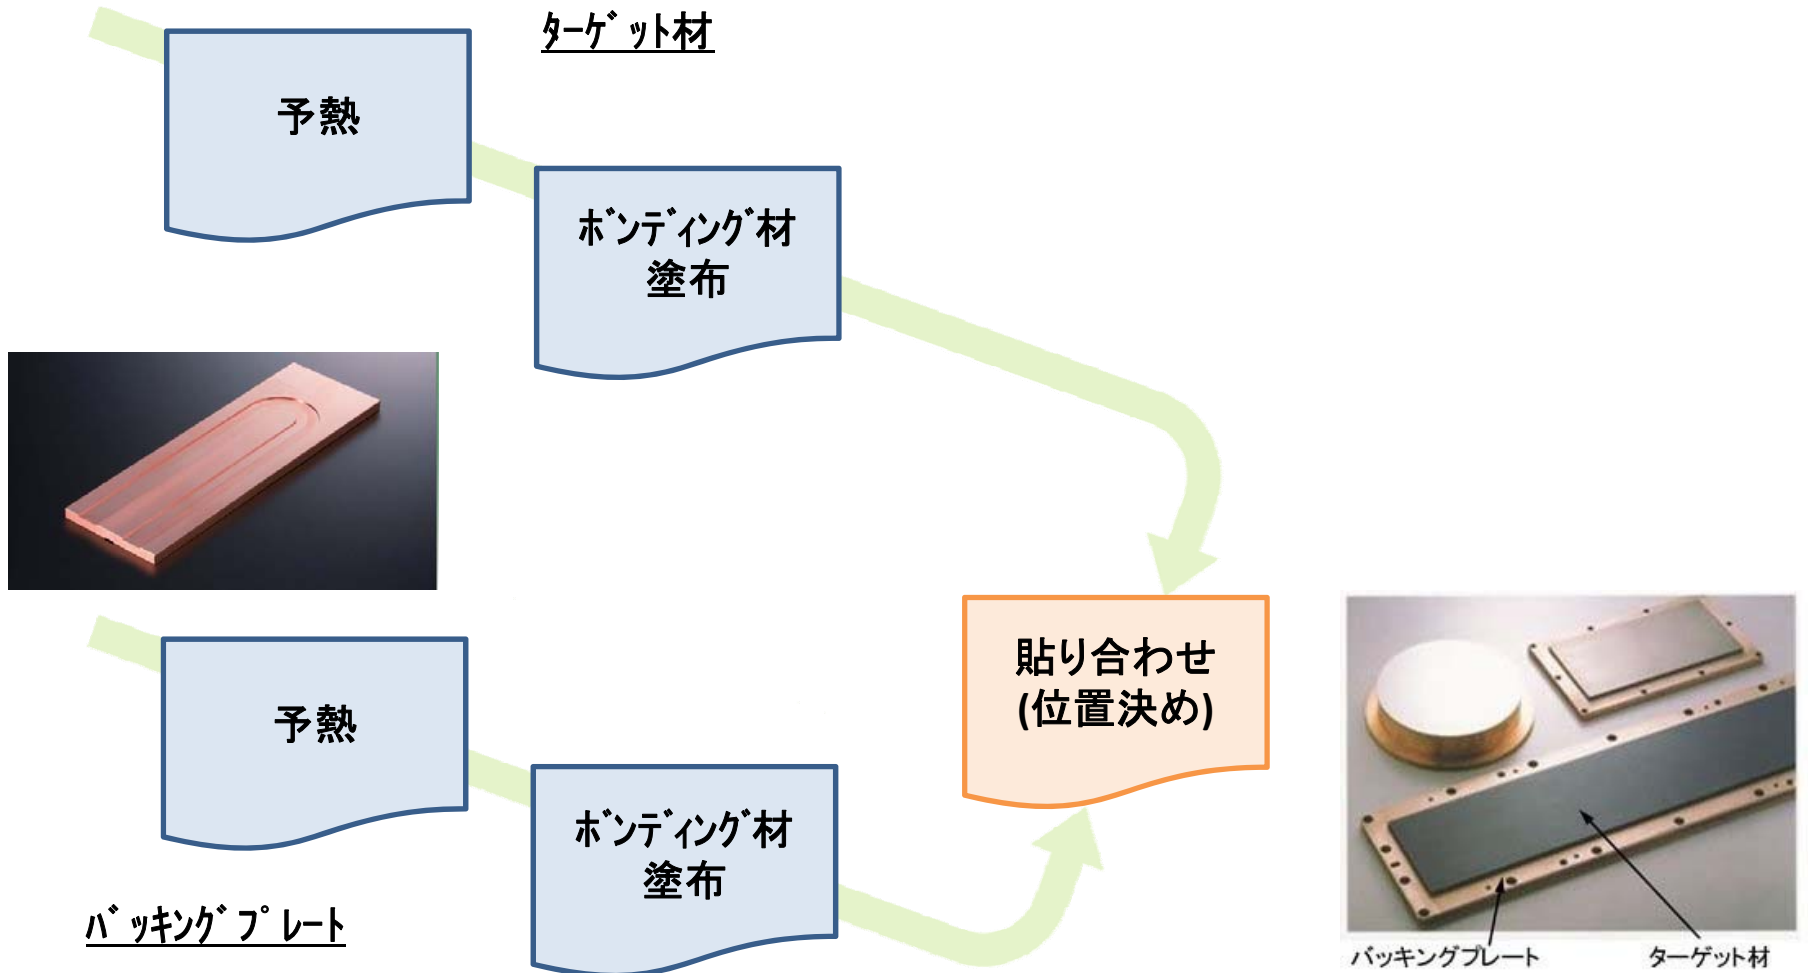 ﾀｰｹﾞｯﾄ材
予熱
ﾎﾞﾝﾃﾞｨﾝｸﾞ材
塗布
予熱
ﾎﾞﾝﾃﾞｨﾝｸﾞ材
塗布
ﾊﾞｯｷﾝｸﾞﾌﾟﾚｰﾄ
貼り合わせ
(位置決め)
バッキングプレート
ターゲット材